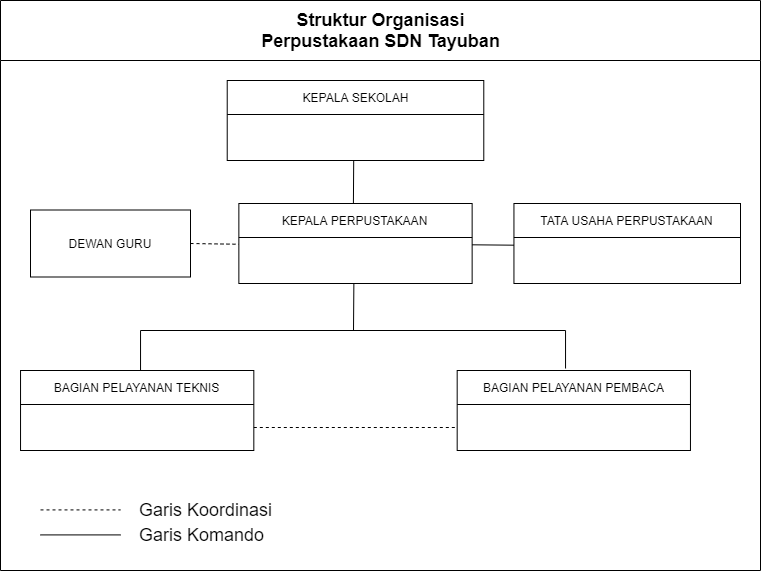 Struktur Organisasi
Perpustakaan SDN Tayuban
KEPALA SEKOLAH
DEWAN GURU
KEPALA PERPUSTAKAAN
TATA USAHA PERPUSTAKAAN
BAGIAN PELAYANAN TEKNIS
BAGIAN PELAYANAN PEMBACA
Garis Koordinasi
Garis Komando